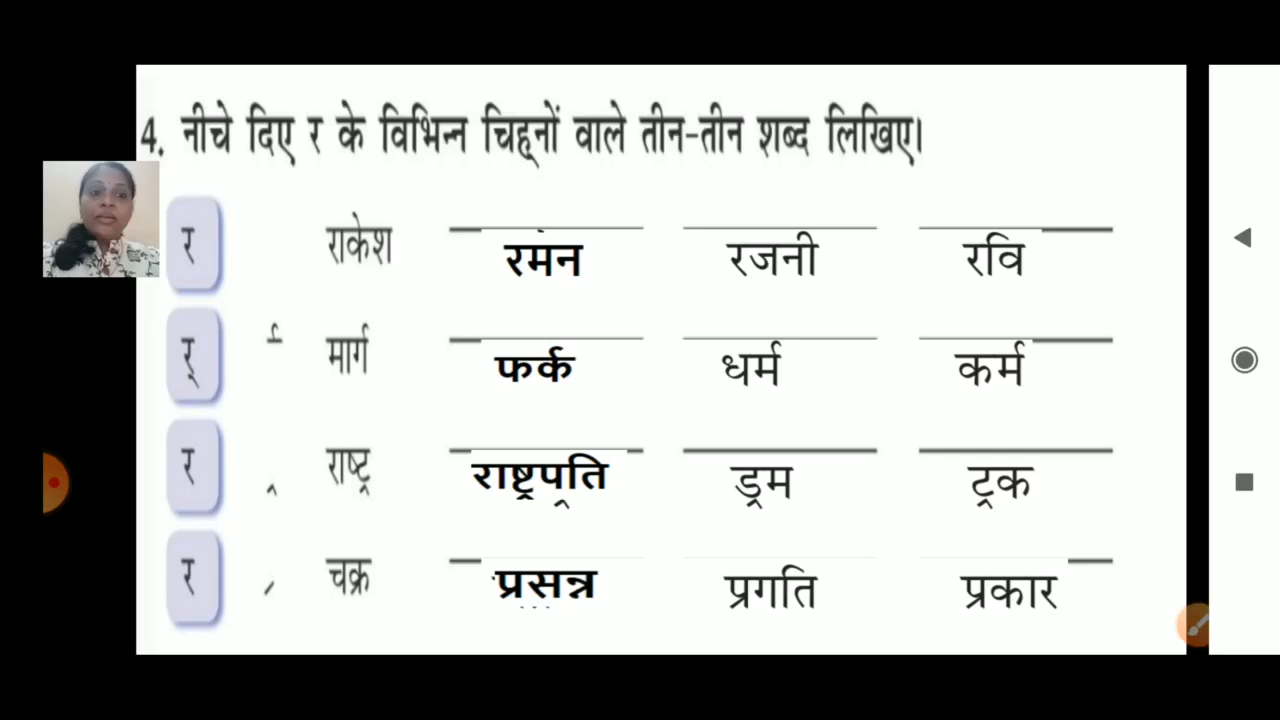 4. नीचे दिए र के विभिन्न चिह्नों वाले तीन-तीन शब्द लिखिए।
र राकेश रमन रजनी रवि
र् र्‍ मार्ग फर्क धर्म कर्म
र ्र राष्ट्र राष्ट्रपति ड्रम ट्रक
र ्र चक्र प्रसन्न प्रगति प्रकार